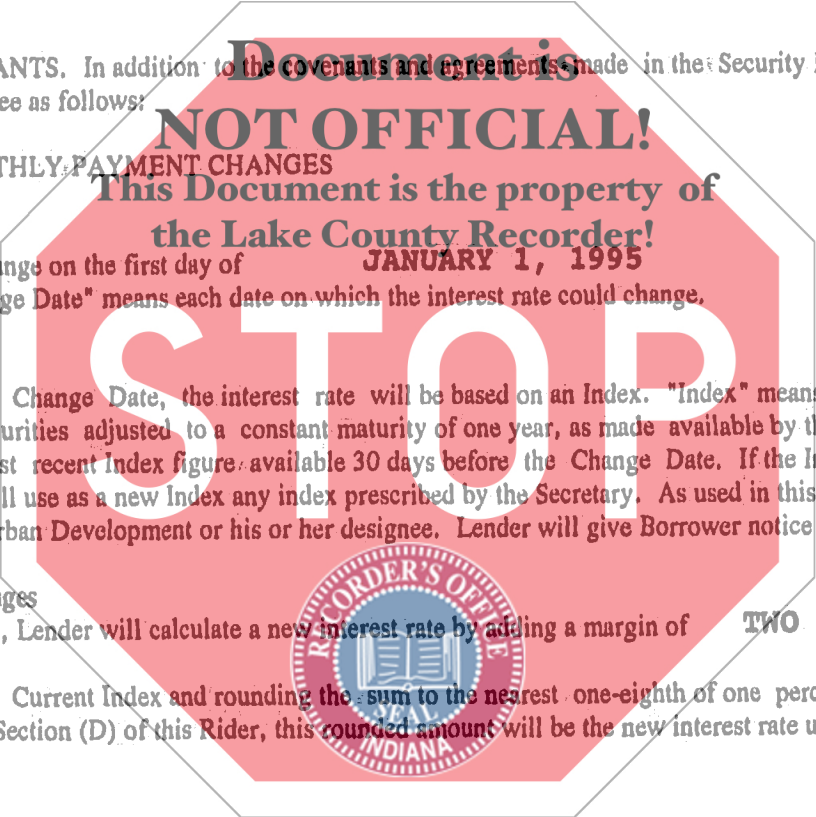 Document is
NOT OFFICIAL!
This Document is the property of
the Lake County Recorder!
STOP
ANTS. In addition to the covenants and agreements made in the Security
ee as follows:
THLY PAYMENT CHANGES
nge on the first day of JANUARY 1, 1995
ge Date" means each date on which the interest rate could change.
Change Date, the interest rate will be based on an Index. "Index" means
urities adjusted to a constant maturity of one year, as made available by th
st recent Index figure available 30 days before the Change Date. If the In
ll use as a new Index any index prescribed by the Secretary. As used in this
rban Development or his or her designee. Lender will give Borrower notice
ges
, Lender will calculate a new interest rate by adding a margin of TWO
Current Index and rounding the sum to the nearest one-eighth of one perc
Section (D) of this Rider, this rounded amount will be the new interest rate u
RECORDER'S OFFICE
INDIANA